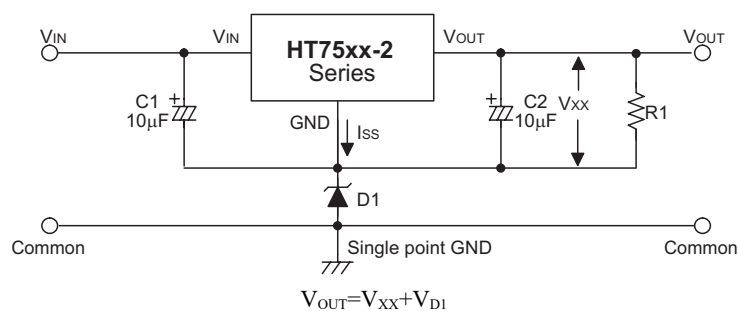 VIN VIN HT75xx-2 VOUT VOUT
Series
C1 C2 VXX R1
10μF GND ISS 10μF
D1
Common Single point GND Common
VOUT=VXX+VD1